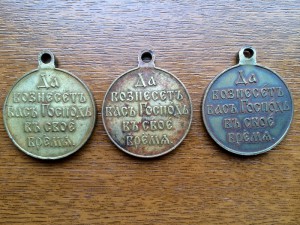 Да
вознесетъ
васъ Господь
въ свое
время.
Да
вознесетъ
васъ Господь
въ свое
время.
Да
вознесетъ
васъ Господь
въ свое
время.